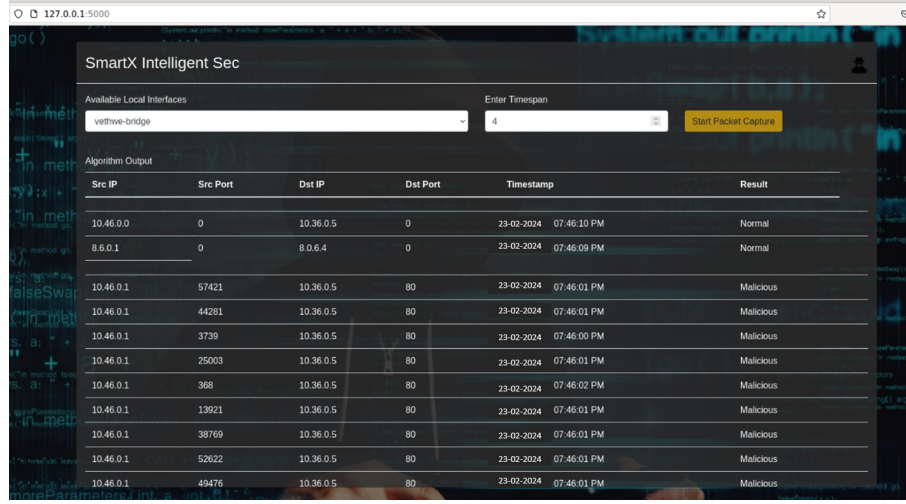 127.0.0.1:5000
SmartX Intelligent Sec
Available Local Interfaces
Enter Timespan
vethwe-bridge
4
Start Packet Capture
Algorithm Output
Src IP Src Port Dst IP Dst Port Timestamp Result
10.46.0.0 0 10.36.0.5 0 23-02-2024 07:46:10 PM Normal
8.6.0.1 0 8.0.6.4 0 23-02-2024 07:46:09 PM Normal
10.46.0.1 57421 10.36.0.5 80 23-02-2024 07:46:01 PM Malicious
10.46.0.1 44281 10.36.0.5 80 23-02-2024 07:46:01 PM Malicious
10.46.0.1 3739 10.36.0.5 80 23-02-2024 07:46:00 PM Malicious
10.46.0.1 25003 10.36.0.5 80 23-02-2024 07:46:01 PM Malicious
10.46.0.1 368 10.36.0.5 80 23-02-2024 07:46:02 PM Malicious
10.46.0.1 13921 10.36.0.5 80 23-02-2024 07:46:01 PM Malicious
10.46.0.1 38769 10.36.0.5 80 23-02-2024 07:46:01 PM Malicious
10.46.0.1 52622 10.36.0.5 80 23-02-2024 07:46:01 PM Malicious
10.46.0.1 49476 10.36.0.5 80 23-02-2024 07:46:01 PM Malicious